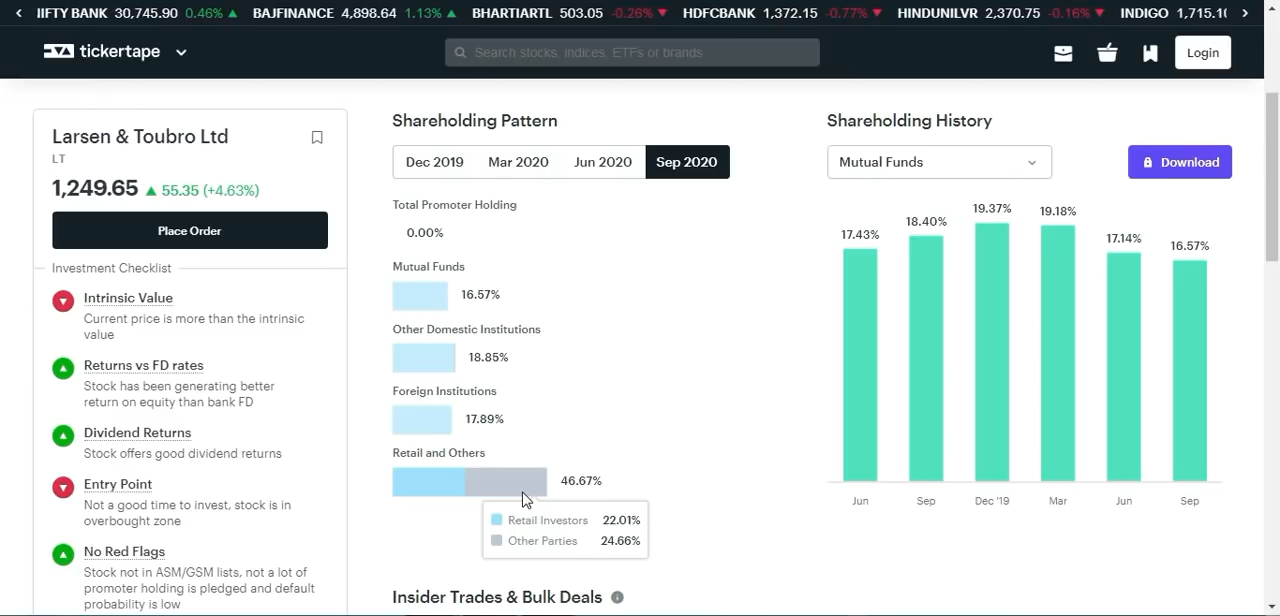 IIFTY BANK 30,745.90 0.46% BAJFINANCE 4,898.64 1.13% BHARTIARTL 503.05 -0.26% HDFCBANK 1,372.15 -0.77% HINDUNILVR 2,370.75 -0.16% INDIGO 1,715.10
tickertape
Search stocks, indices, ETFs or brands
Login
Larsen & Toubro Ltd
LT
1,249.65 55.35 (+4.63%)
Place Order
Investment Checklist
Intrinsic Value
Current price is more than the intrinsic
value
Returns vs FD rates
Stock has been generating better
return on equity than bank FD
Dividend Returns
Stock offers good dividend returns
Entry Point
Not a good time to invest, stock is in
overbought zone
No Red Flags
Stock not in ASM/GSM lists, not a lot of
promoter holding is pledged and default
probability is low
Shareholding Pattern
Dec 2019 Mar 2020 Jun 2020 Sep 2020
Total Promoter Holding
0.00%
Mutual Funds
16.57%
Other Domestic Institutions
18.85%
Foreign Institutions
17.89%
Retail and Others
46.67%
Retail Investors 22.01%
Other Parties 24.66%
Insider Trades & Bulk Deals
Shareholding History
Mutual Funds
Download
17.43% 18.40% 19.37% 19.18% 17.14% 16.57%
Jun Sep Dec '19 Mar Jun Sep